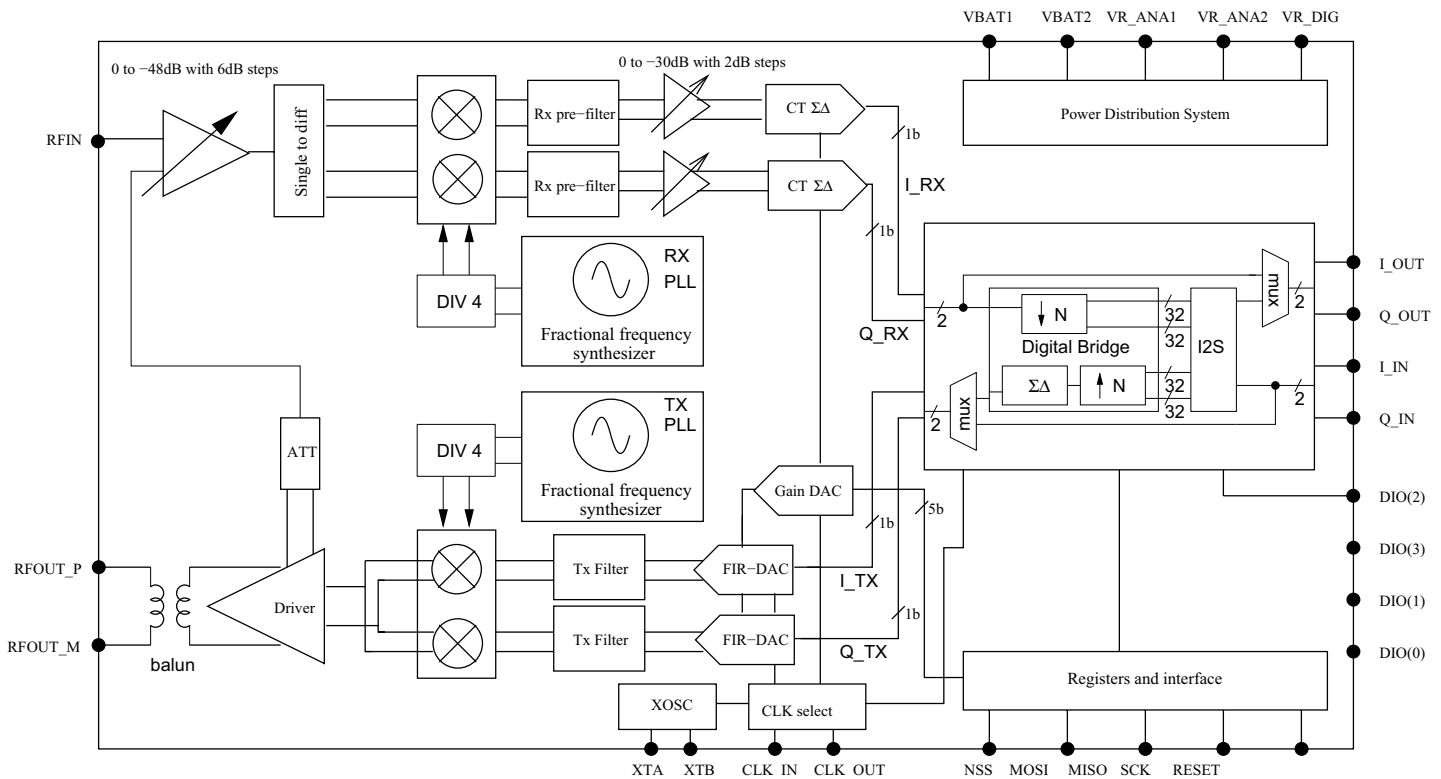 VBAT1 VBAT2 VR_ANA1 VR_ANA2 VR_DIG
0 to −48dB with 6dB steps
0 to −30dB with 2dB steps
RFIN
Single to diff
Rx pre−filter
CT ΣΔ
1b
Power Distribution System
Rx pre−filter
CT ΣΔ
1b
I_RX
Q_RX
RX
PLL
DIV 4
Fractional frequency
synthesizer
2
N
32
32
mux
2
Digital Bridge
I2S
mux
2
ΣΔ
N
32
32
2
I_OUT
Q_OUT
I_IN
Q_IN
TX
PLL
DIV 4
Fractional frequency
synthesizer
ATT
Gain DAC
5b
1b
DIO(2)
DIO(3)
DIO(1)
DIO(0)
RFOUT_P
RFOUT_M
balun
Driver
Tx Filter
FIR−DAC
I_TX
1b
Tx Filter
FIR−DAC
Q_TX
XOSC
CLK select
Registers and interface
XTA XTB CLK_IN CLK_OUT NSS MOSI MISO SCK RESET